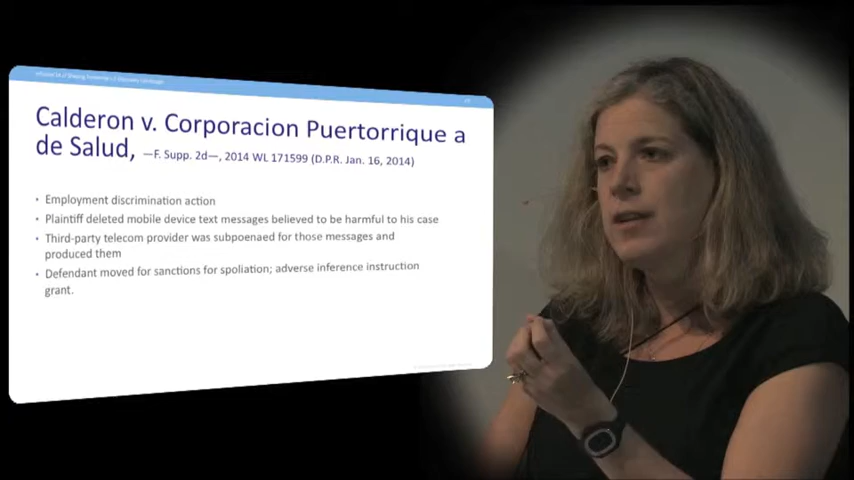 Calderon v. Corporacion Puertorrique a
de Salud, —F. Supp. 2d—, 2014 WL 171599 (D.P.R. Jan. 16, 2014)
• Employment discrimination action
• Plaintiff deleted mobile device text messages believed to be harmful to his case
• Third-party telecom provider was subpoenaed for those messages and
produced them
• Defendant moved for sanctions for spoliation; adverse inference instruction
grant.